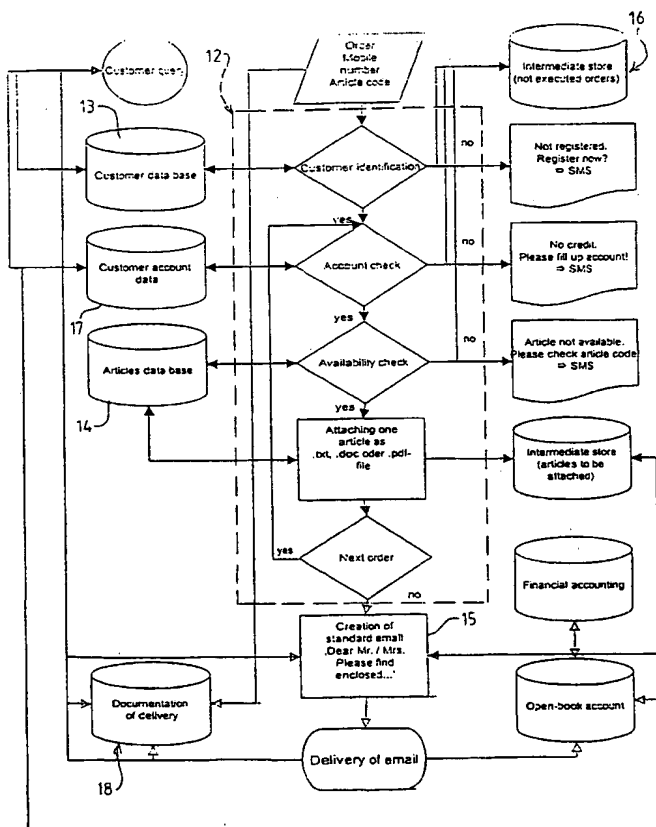 Customer query
Order
Mobile
number
Article code
Intermediate store
(not executed orders)
16
12
13
Customer data base
Customer identification
no
Not registered.
Register now?
⇒ SMS
yes
Customer account
data
17
Account check
no
No credit.
Please fill up account!
⇒ SMS
yes
Articles data base
14
Availability check
no
Article not available.
Please check article code
⇒ SMS
yes
Attaching one
article as
.txt, .doc oder .pdf-
file
Intermediate store
(articles to be
attached)
yes
Next order
no
Financial accounting
15
Creation of
standard email
„Dear Mr. / Mrs.
Please find
enclosed...“
Documentation
of delivery
18
Open-book account
Delivery of email